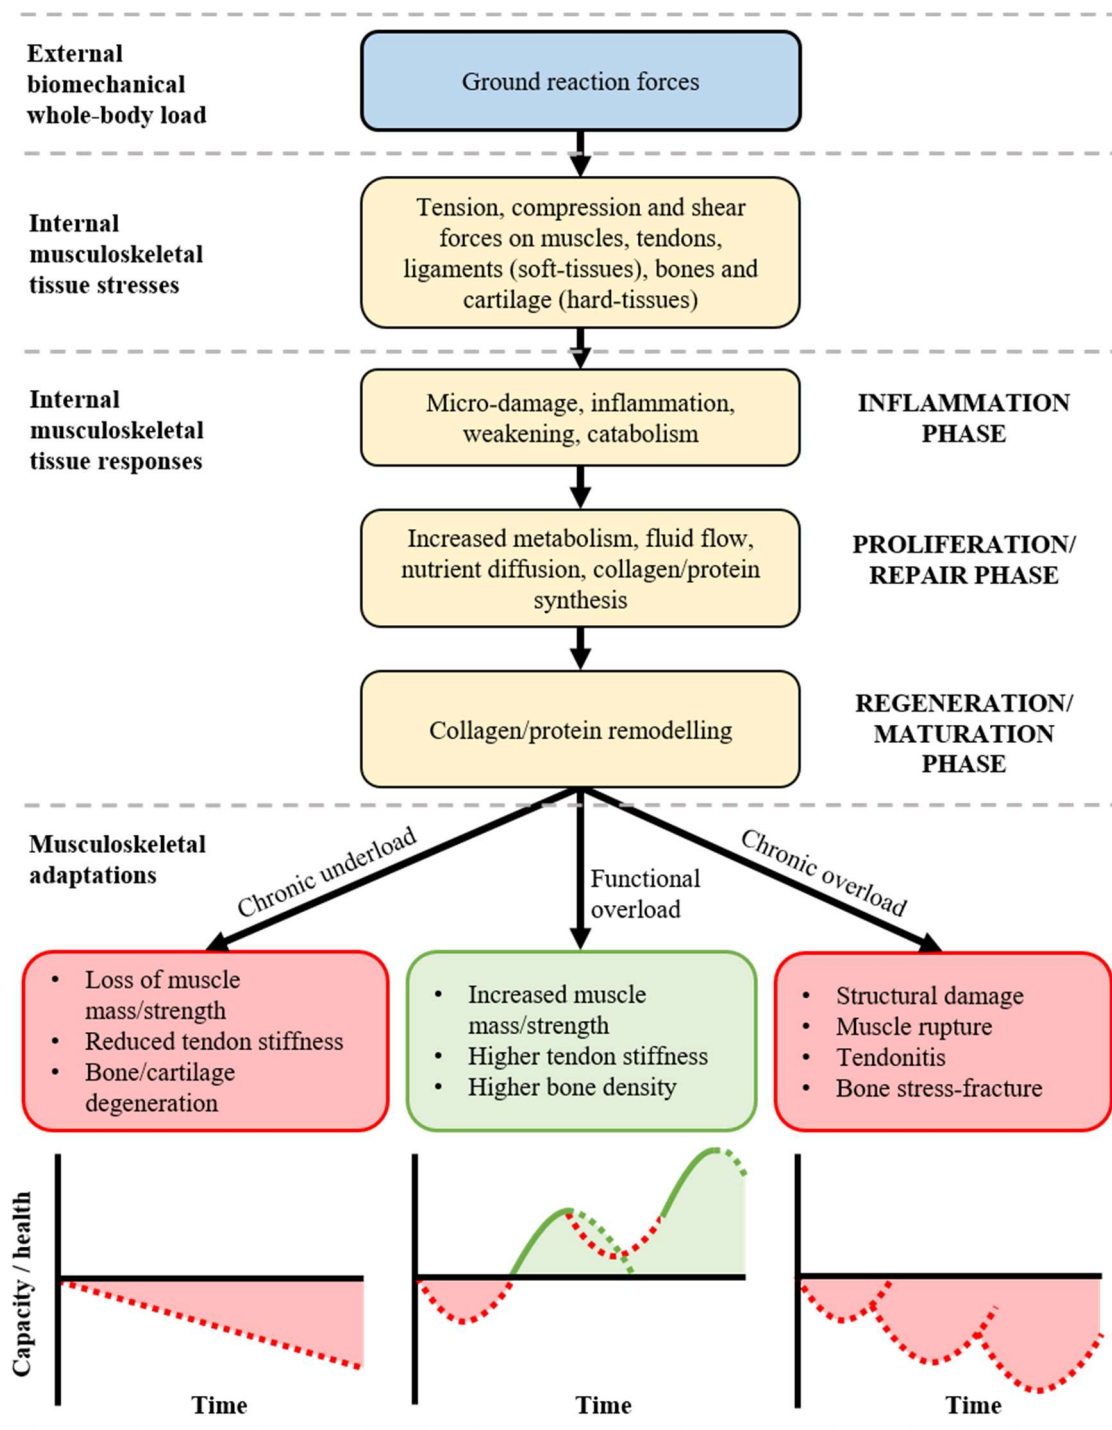 External
biomechanical
whole-body load
Ground reaction forces
Internal
musculoskeletal
tissue stresses
Tension, compression and shear
forces on muscles, tendons,
ligaments (soft-tissues), bones and
cartilage (hard-tissues)
Internal
musculoskeletal
tissue responses
Micro-damage, inflammation,
weakening, catabolism
INFLAMMATION
PHASE
Increased metabolism, fluid flow,
nutrient diffusion, collagen/protein
synthesis
PROLIFERATION/
REPAIR PHASE
Collagen/protein remodelling
REGENERATION/
MATURATION
PHASE
Musculoskeletal
adaptations
Chronic underload
Functional
overload
Chronic overload
• Loss of muscle
mass/strength
• Reduced tendon stiffness
• Bone/cartilage
degeneration
• Increased muscle
mass/strength
• Higher tendon stiffness
• Higher bone density
• Structural damage
• Muscle rupture
• Tendonitis
• Bone stress-fracture
Capacity / health
Time
Time
Time